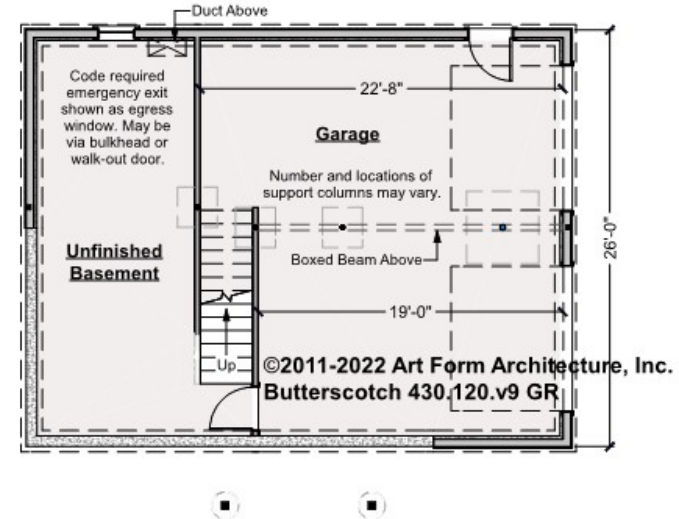 Duct Above
Code required
emergency exit
shown as egress
window. May be
via bulkhead or
walk-out door.
22'-8"
Garage
Number and locations of
support columns may vary.
Unfinished
Basement
Boxed Beam Above
26'-0"
19'-0"
Up
©2011-2022 Art Form Architecture, Inc.
Butterscotch 430.120.v9 GR